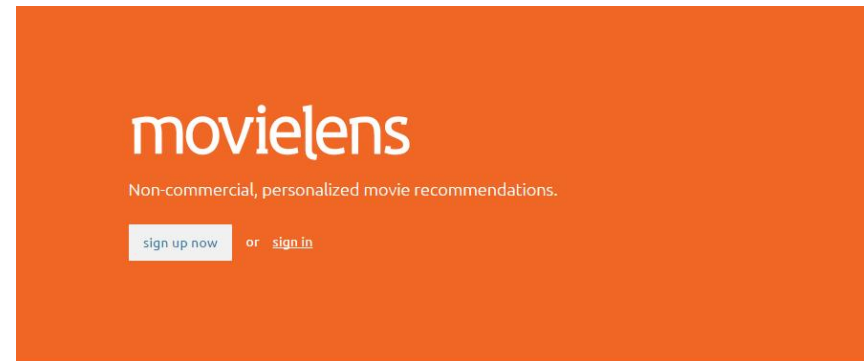 movielens
Non-commercial, personalized movie recommendations.
sign up now or sign in